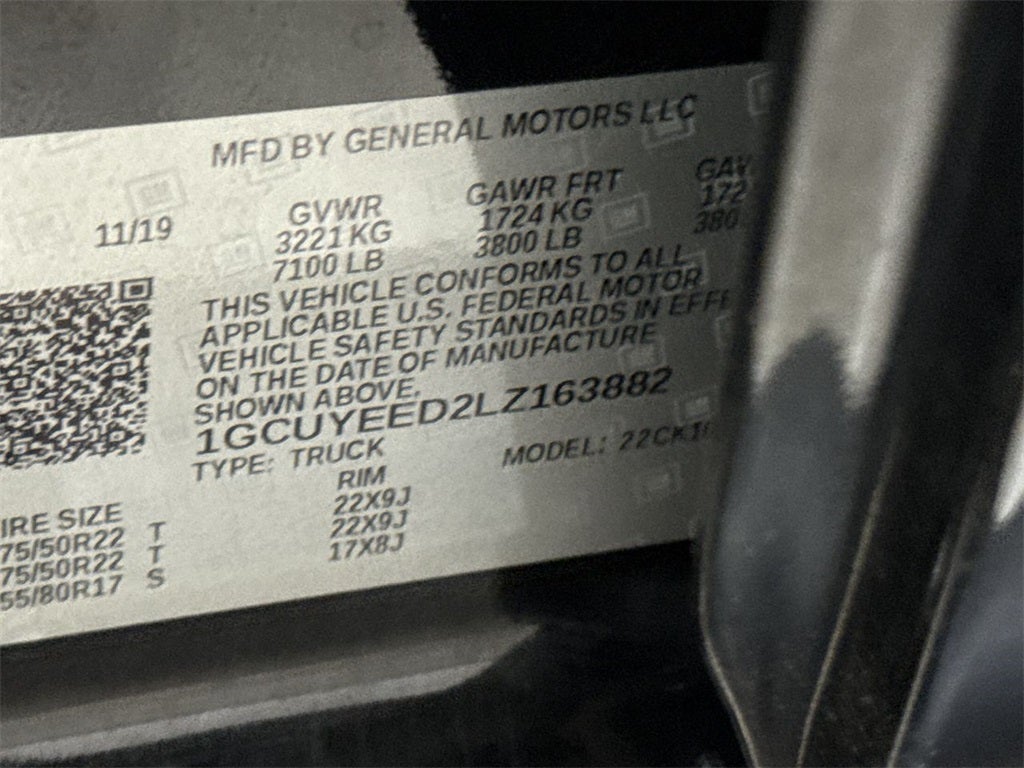 MFD BY GENERAL MOTORS LLC
11/19
GVWR
3221 KG
7100 LB
GAWR FRT
1724 KG
3800 LB
THIS VEHICLE CONFORMS TO ALL
APPLICABLE U.S. FEDERAL MOTOR
VEHICLE SAFETY STANDARDS IN
ON THE DATE OF MANUFACTURE
SHOWN ABOVE.
1GCUYEED2LZ163882
TYPE: TRUCK MODEL:
IRE SIZE RIM
75/50R22 T 22X9J
75/50R22 T 22X9J
55/80R17 S 17X8J